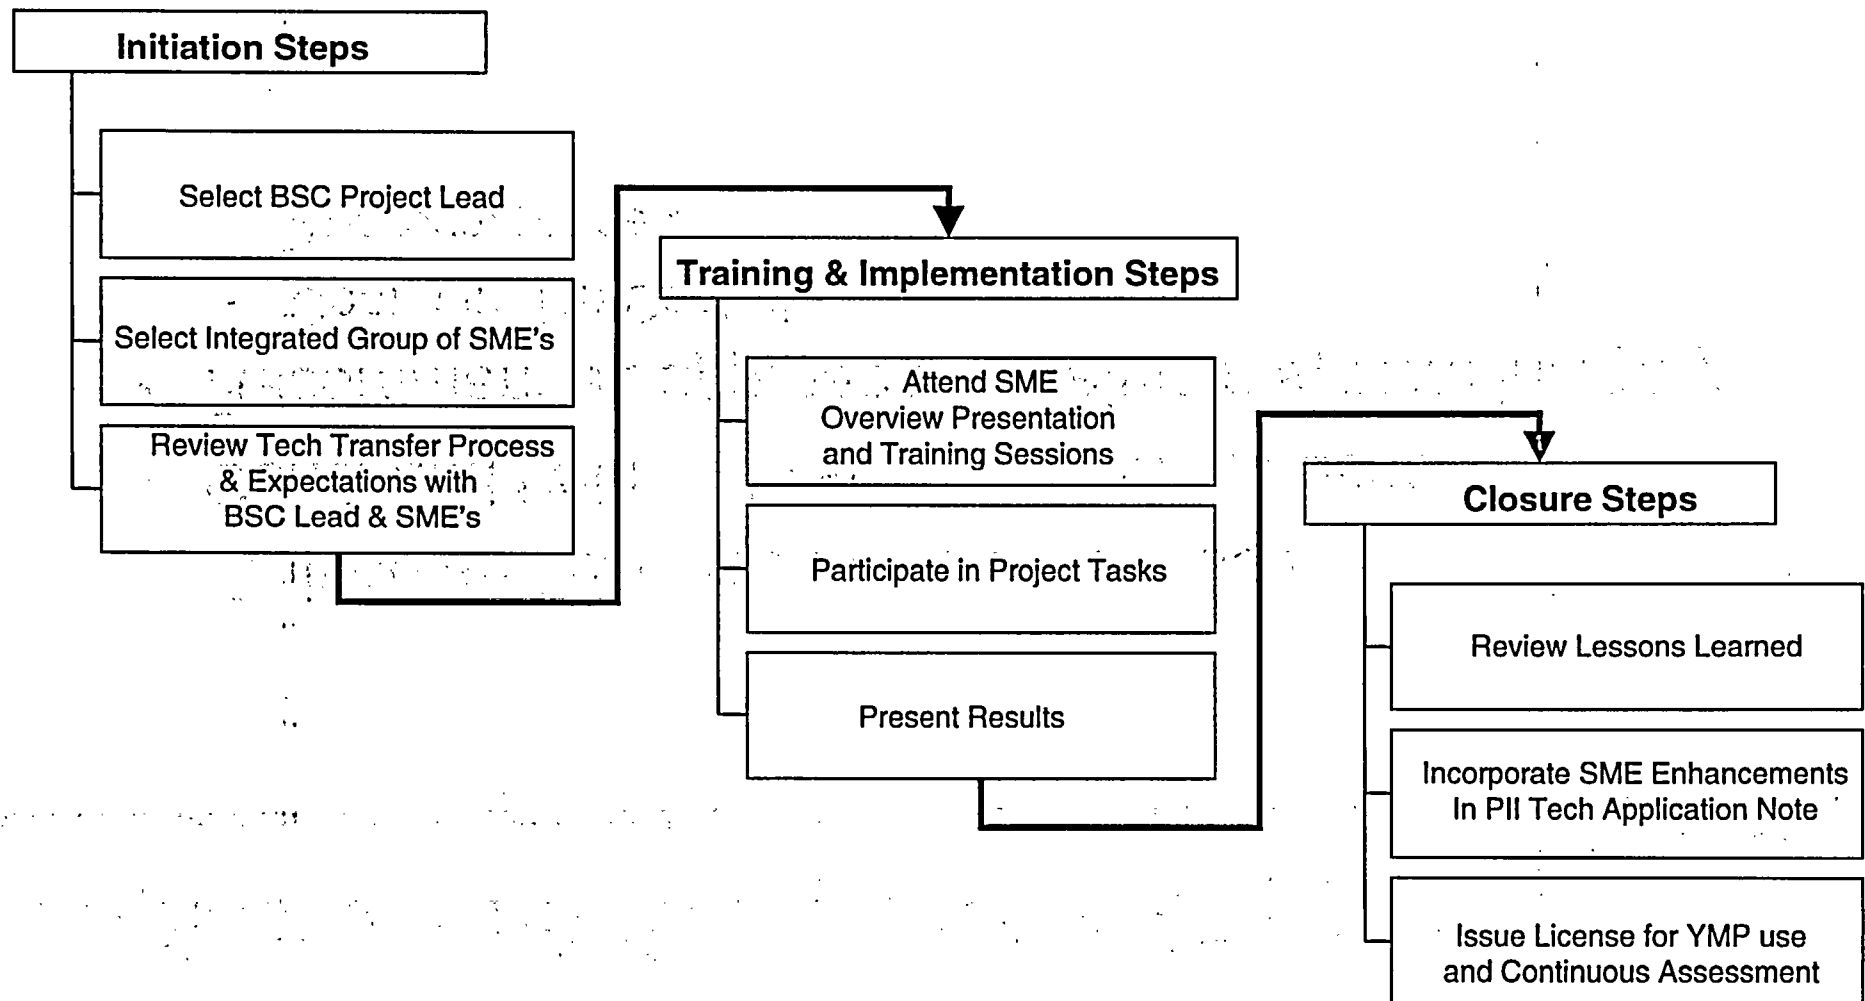 Initiation Steps
Select BSC Project Lead
Select Integrated Group of SME's
Review Tech Transfer Process
& Expectations with
BSC Lead & SME's
Training & Implementation Steps
Attend SME
Overview Presentation
and Training Sessions
Participate in Project Tasks
Present Results
Closure Steps
Review Lessons Learned
Incorporate SME Enhancements
In PII Tech Application Note
Issue License for YMP use
and Continuous Assessment